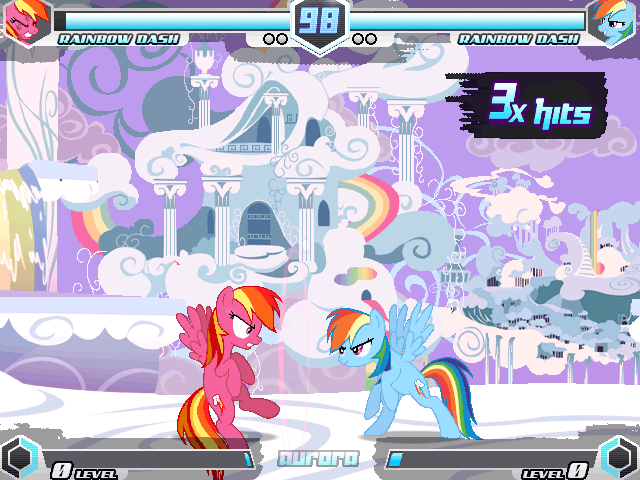 98
RAINBOW DASH
RAINBOW DASH
3x hits
0 LEVEL
aurora
LEVEL 0